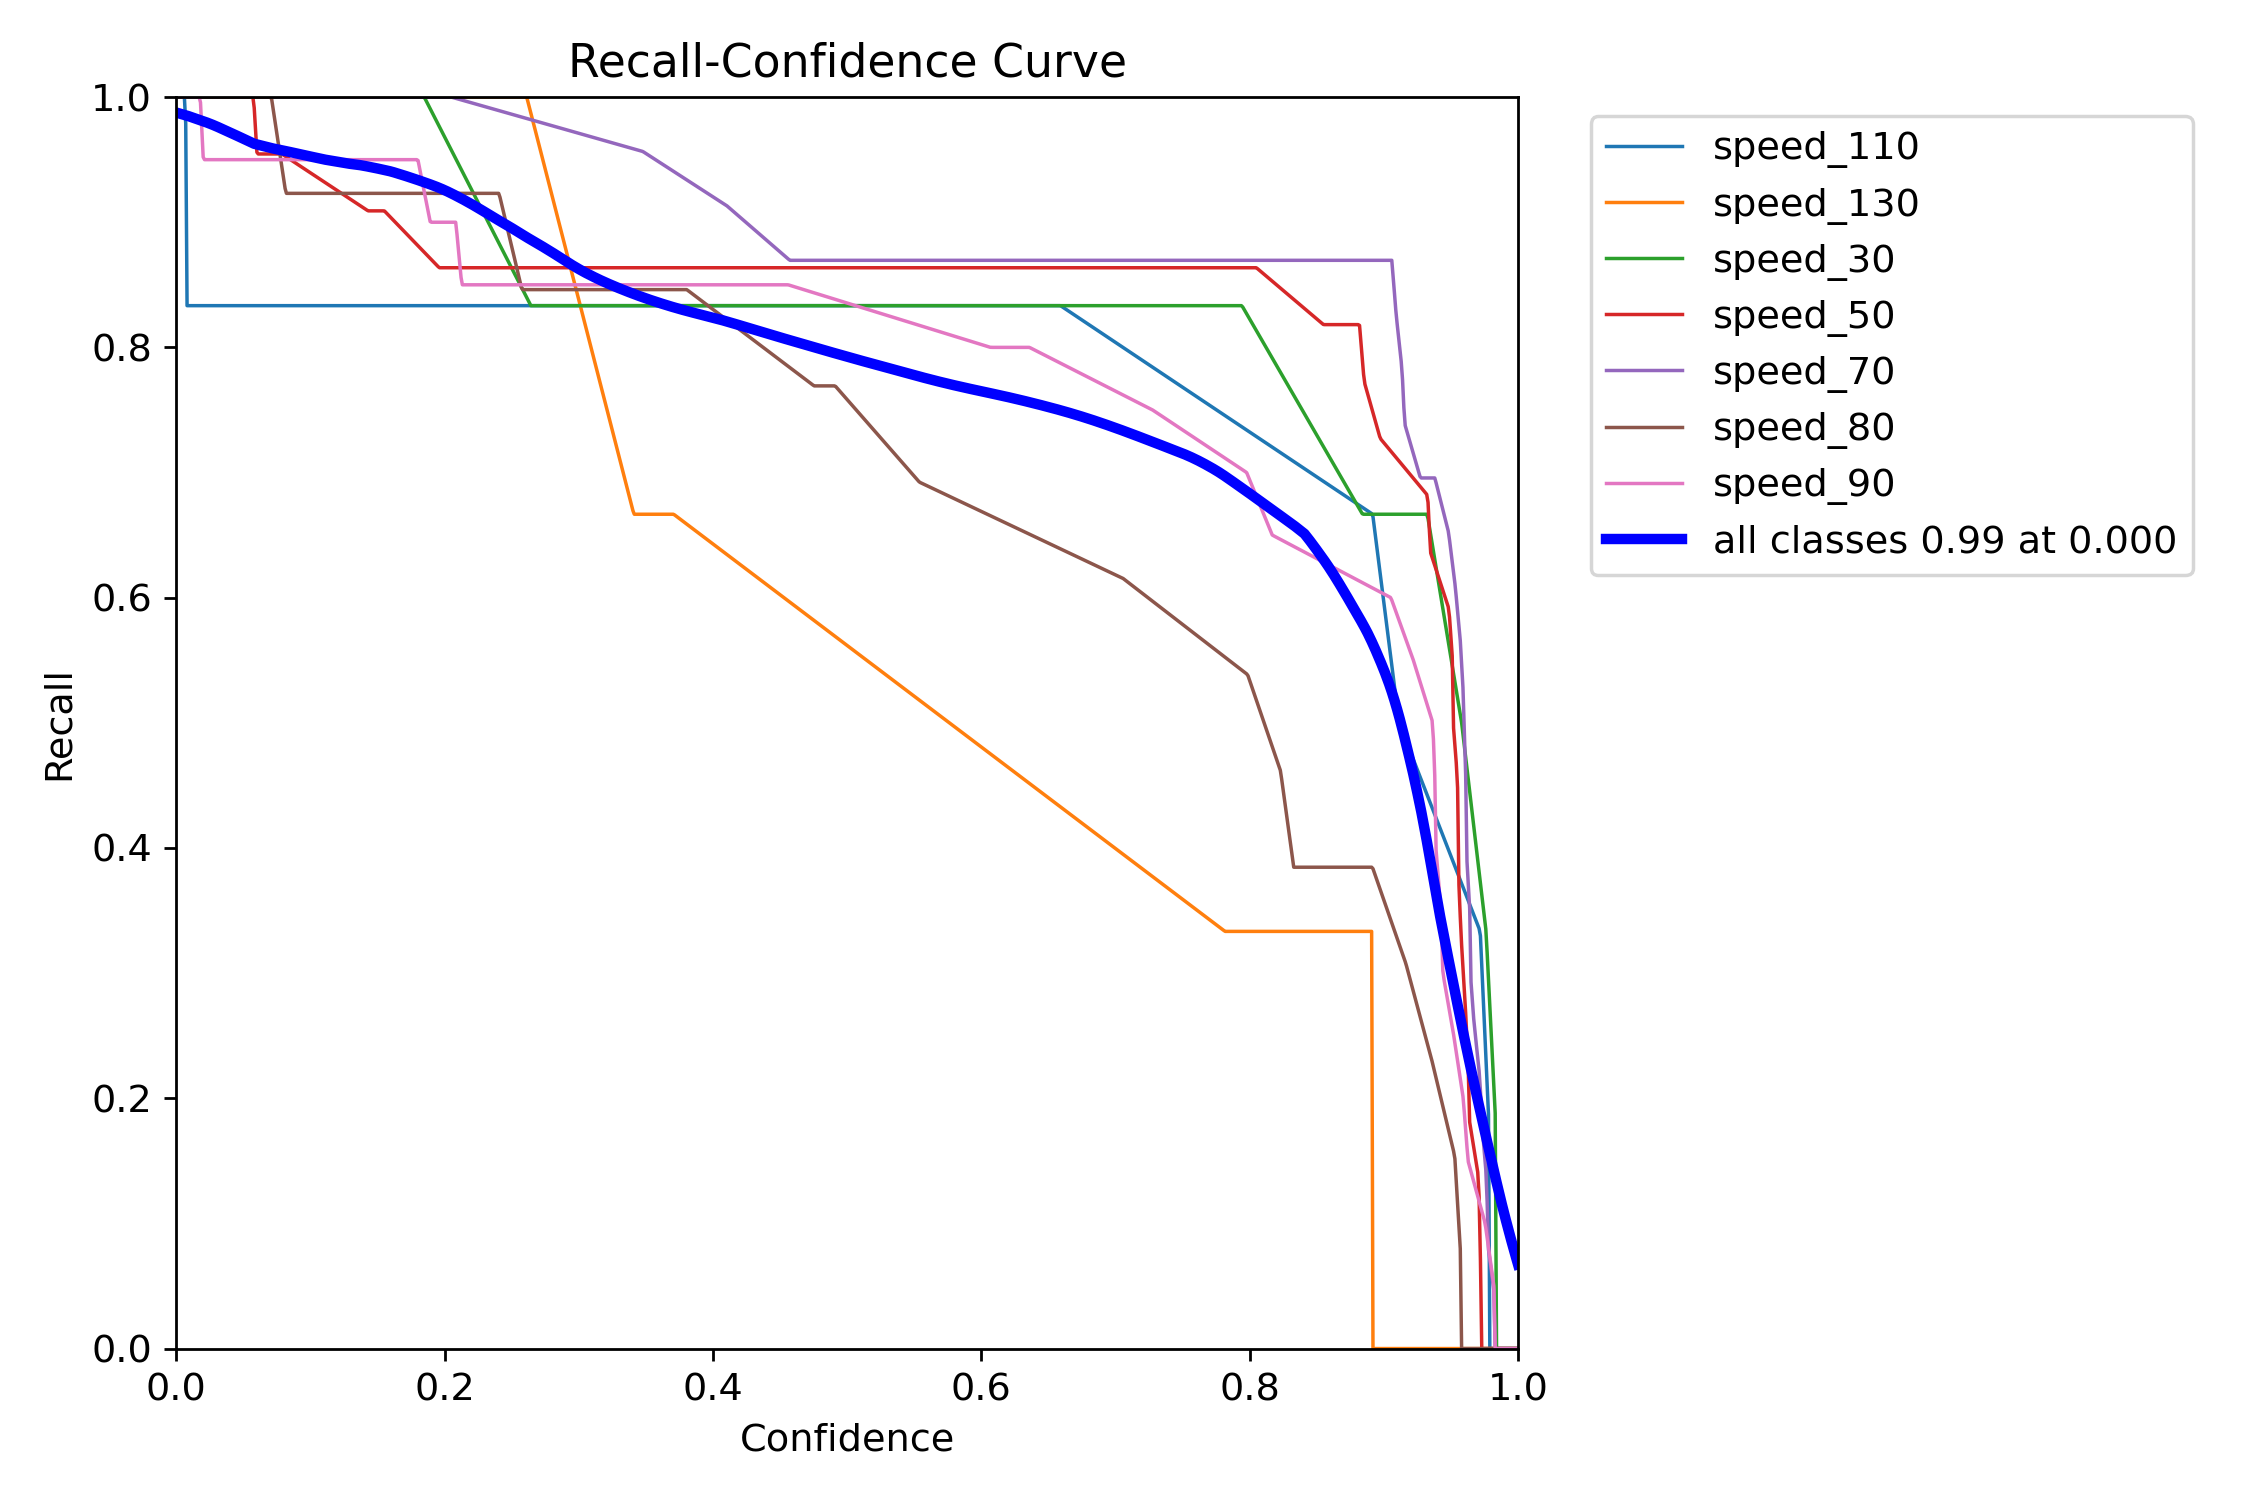 Recall-Confidence Curve
1.0
0.8
0.6
0.4
0.2
0.0
Recall
0.0 0.2 0.4 0.6 0.8 1.0
Confidence
speed_110
speed_130
speed_30
speed_50
speed_70
speed_80
speed_90
all classes 0.99 at 0.000